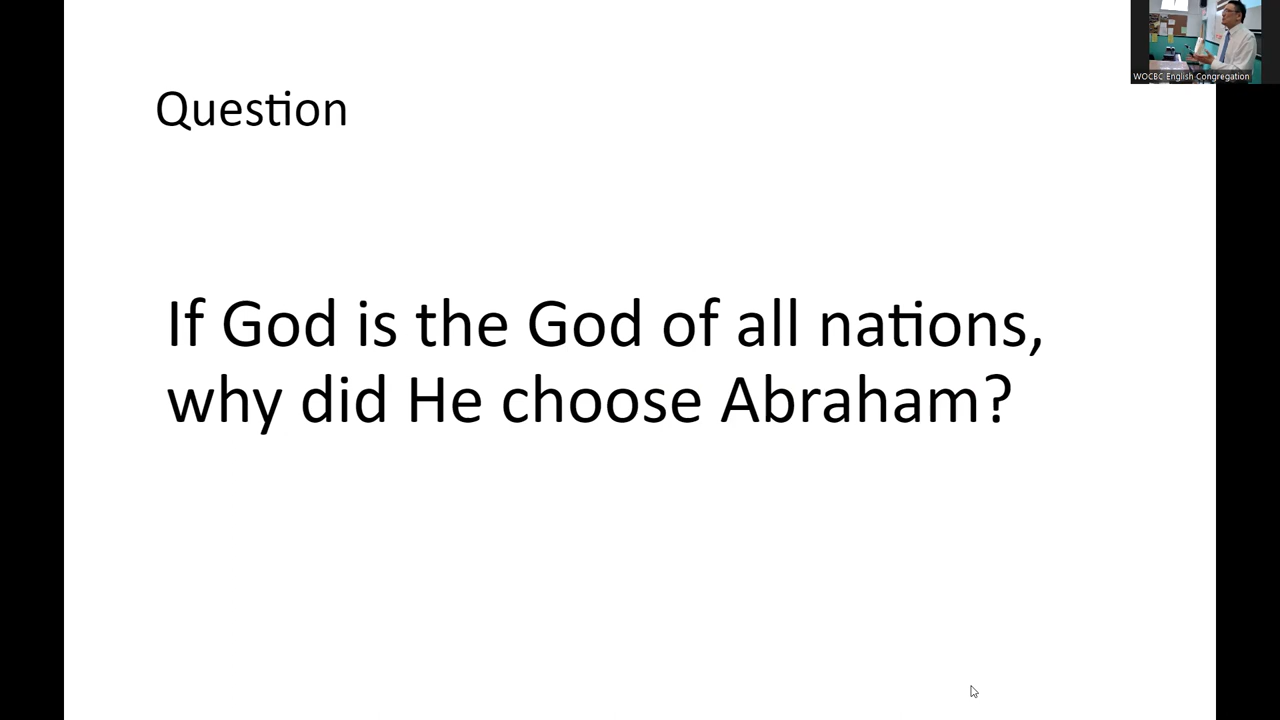 Question
If God is the God of all nations,
why did He choose Abraham?
WOCBC English Congregation